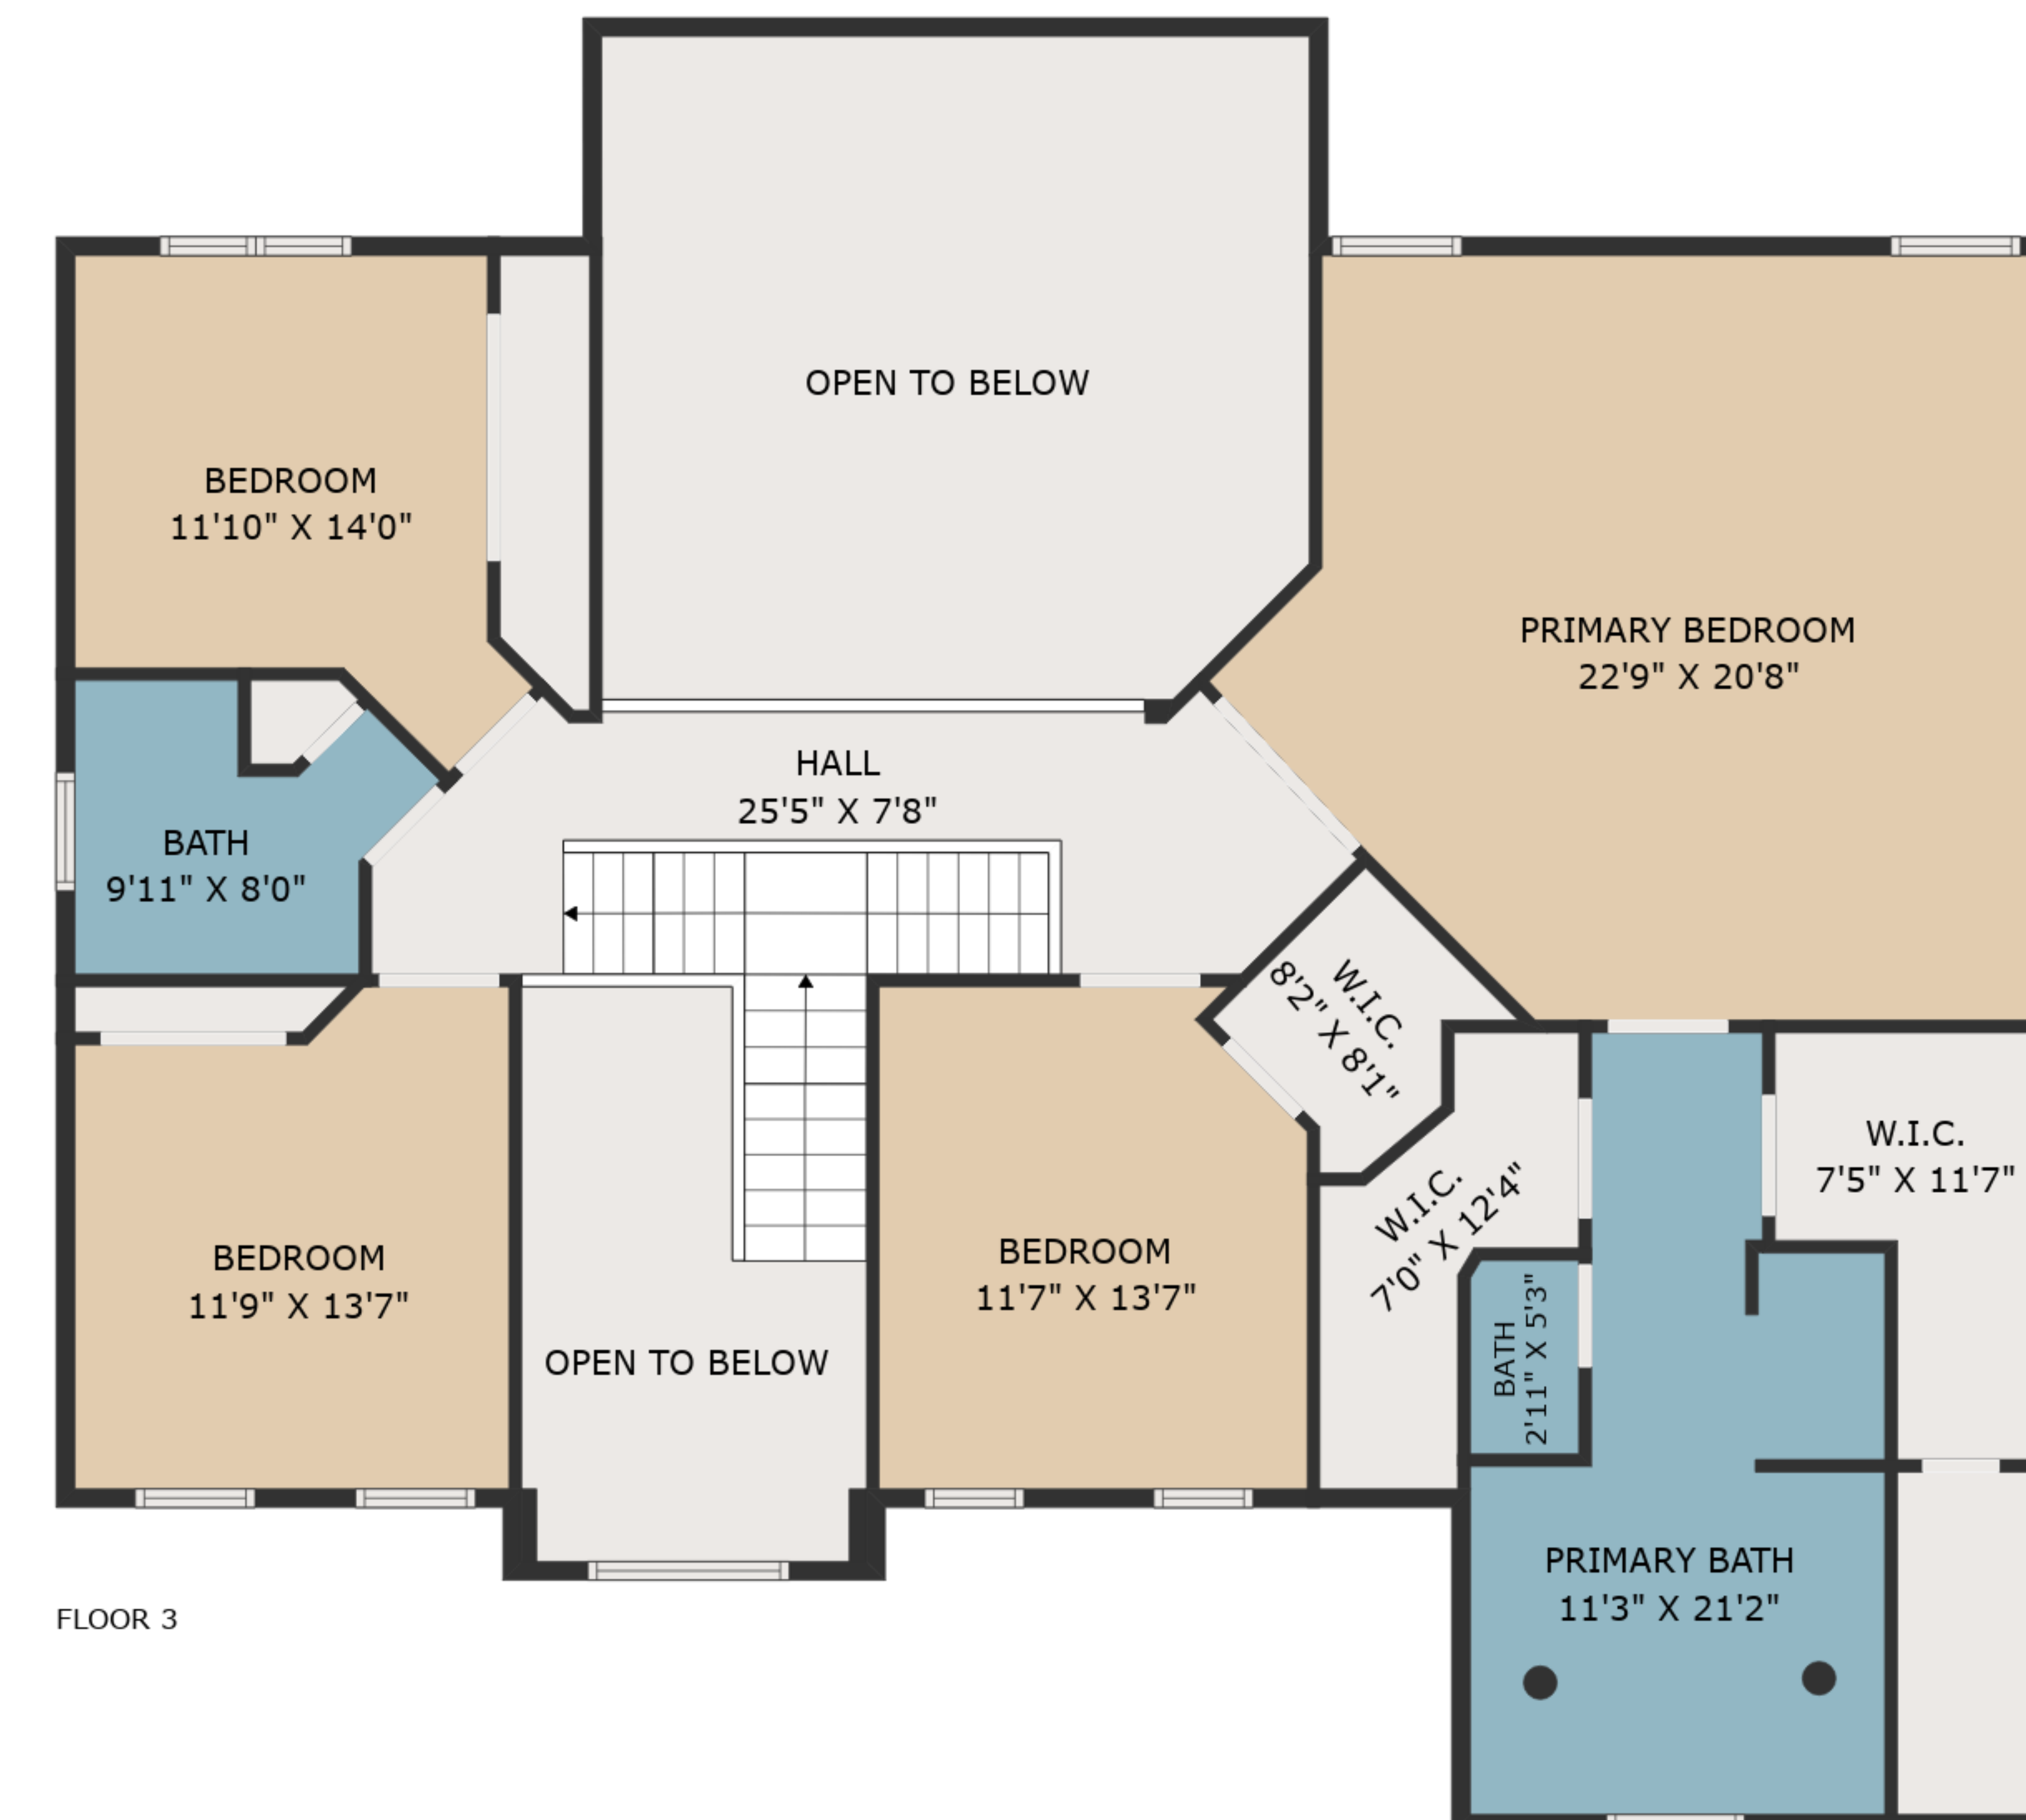 OPEN TO BELOW
BEDROOM
11'10" X 14'0"
PRIMARY BEDROOM
22'9" X 20'8"
HALL
25'5" X 7'8"
BATH
9'11" X 8'0"
W.I.C.
8'2" X 8'1"
W.I.C.
7'5" X 11'7"
W.I.C.
7'0" X 12'4"
BEDROOM
11'9" X 13'7"
BEDROOM
11'7" X 13'7"
OPEN TO BELOW
BATH
2'11" X 5'3"
PRIMARY BATH
11'3" X 21'2"
FLOOR 3